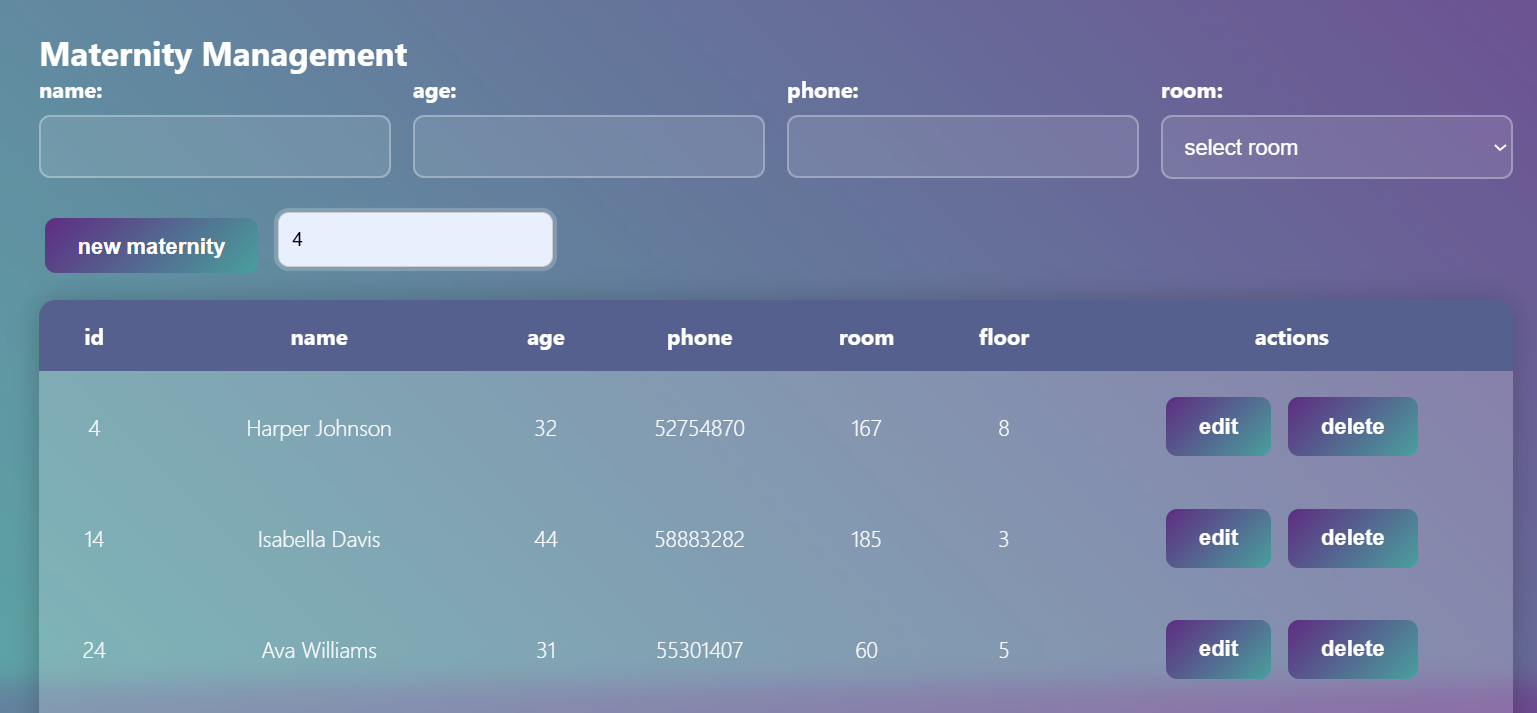 Maternity Management
name: age: phone: room:
select room
new maternity 4
id name age phone room floor actions
4 Harper Johnson 32 52754870 167 8 edit delete
14 Isabella Davis 44 58883282 185 3 edit delete
24 Ava Williams 31 55301407 60 5 edit delete